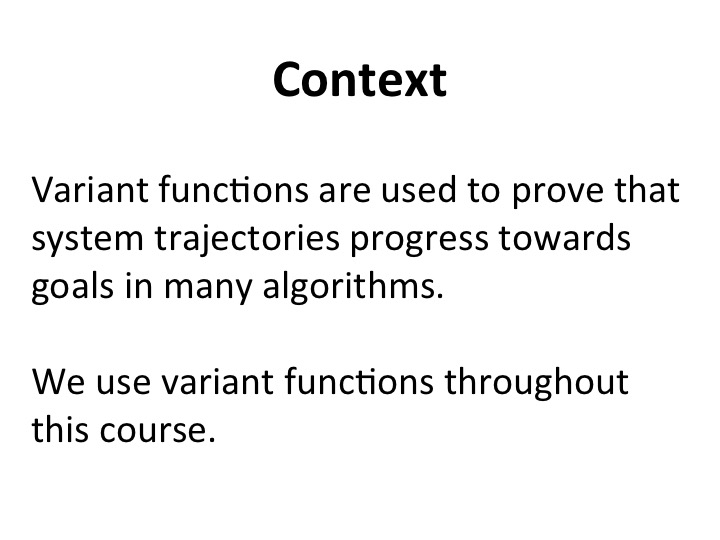 Context
Variant functions are used to prove that
system trajectories progress towards
goals in many algorithms.
We use variant functions throughout
this course.